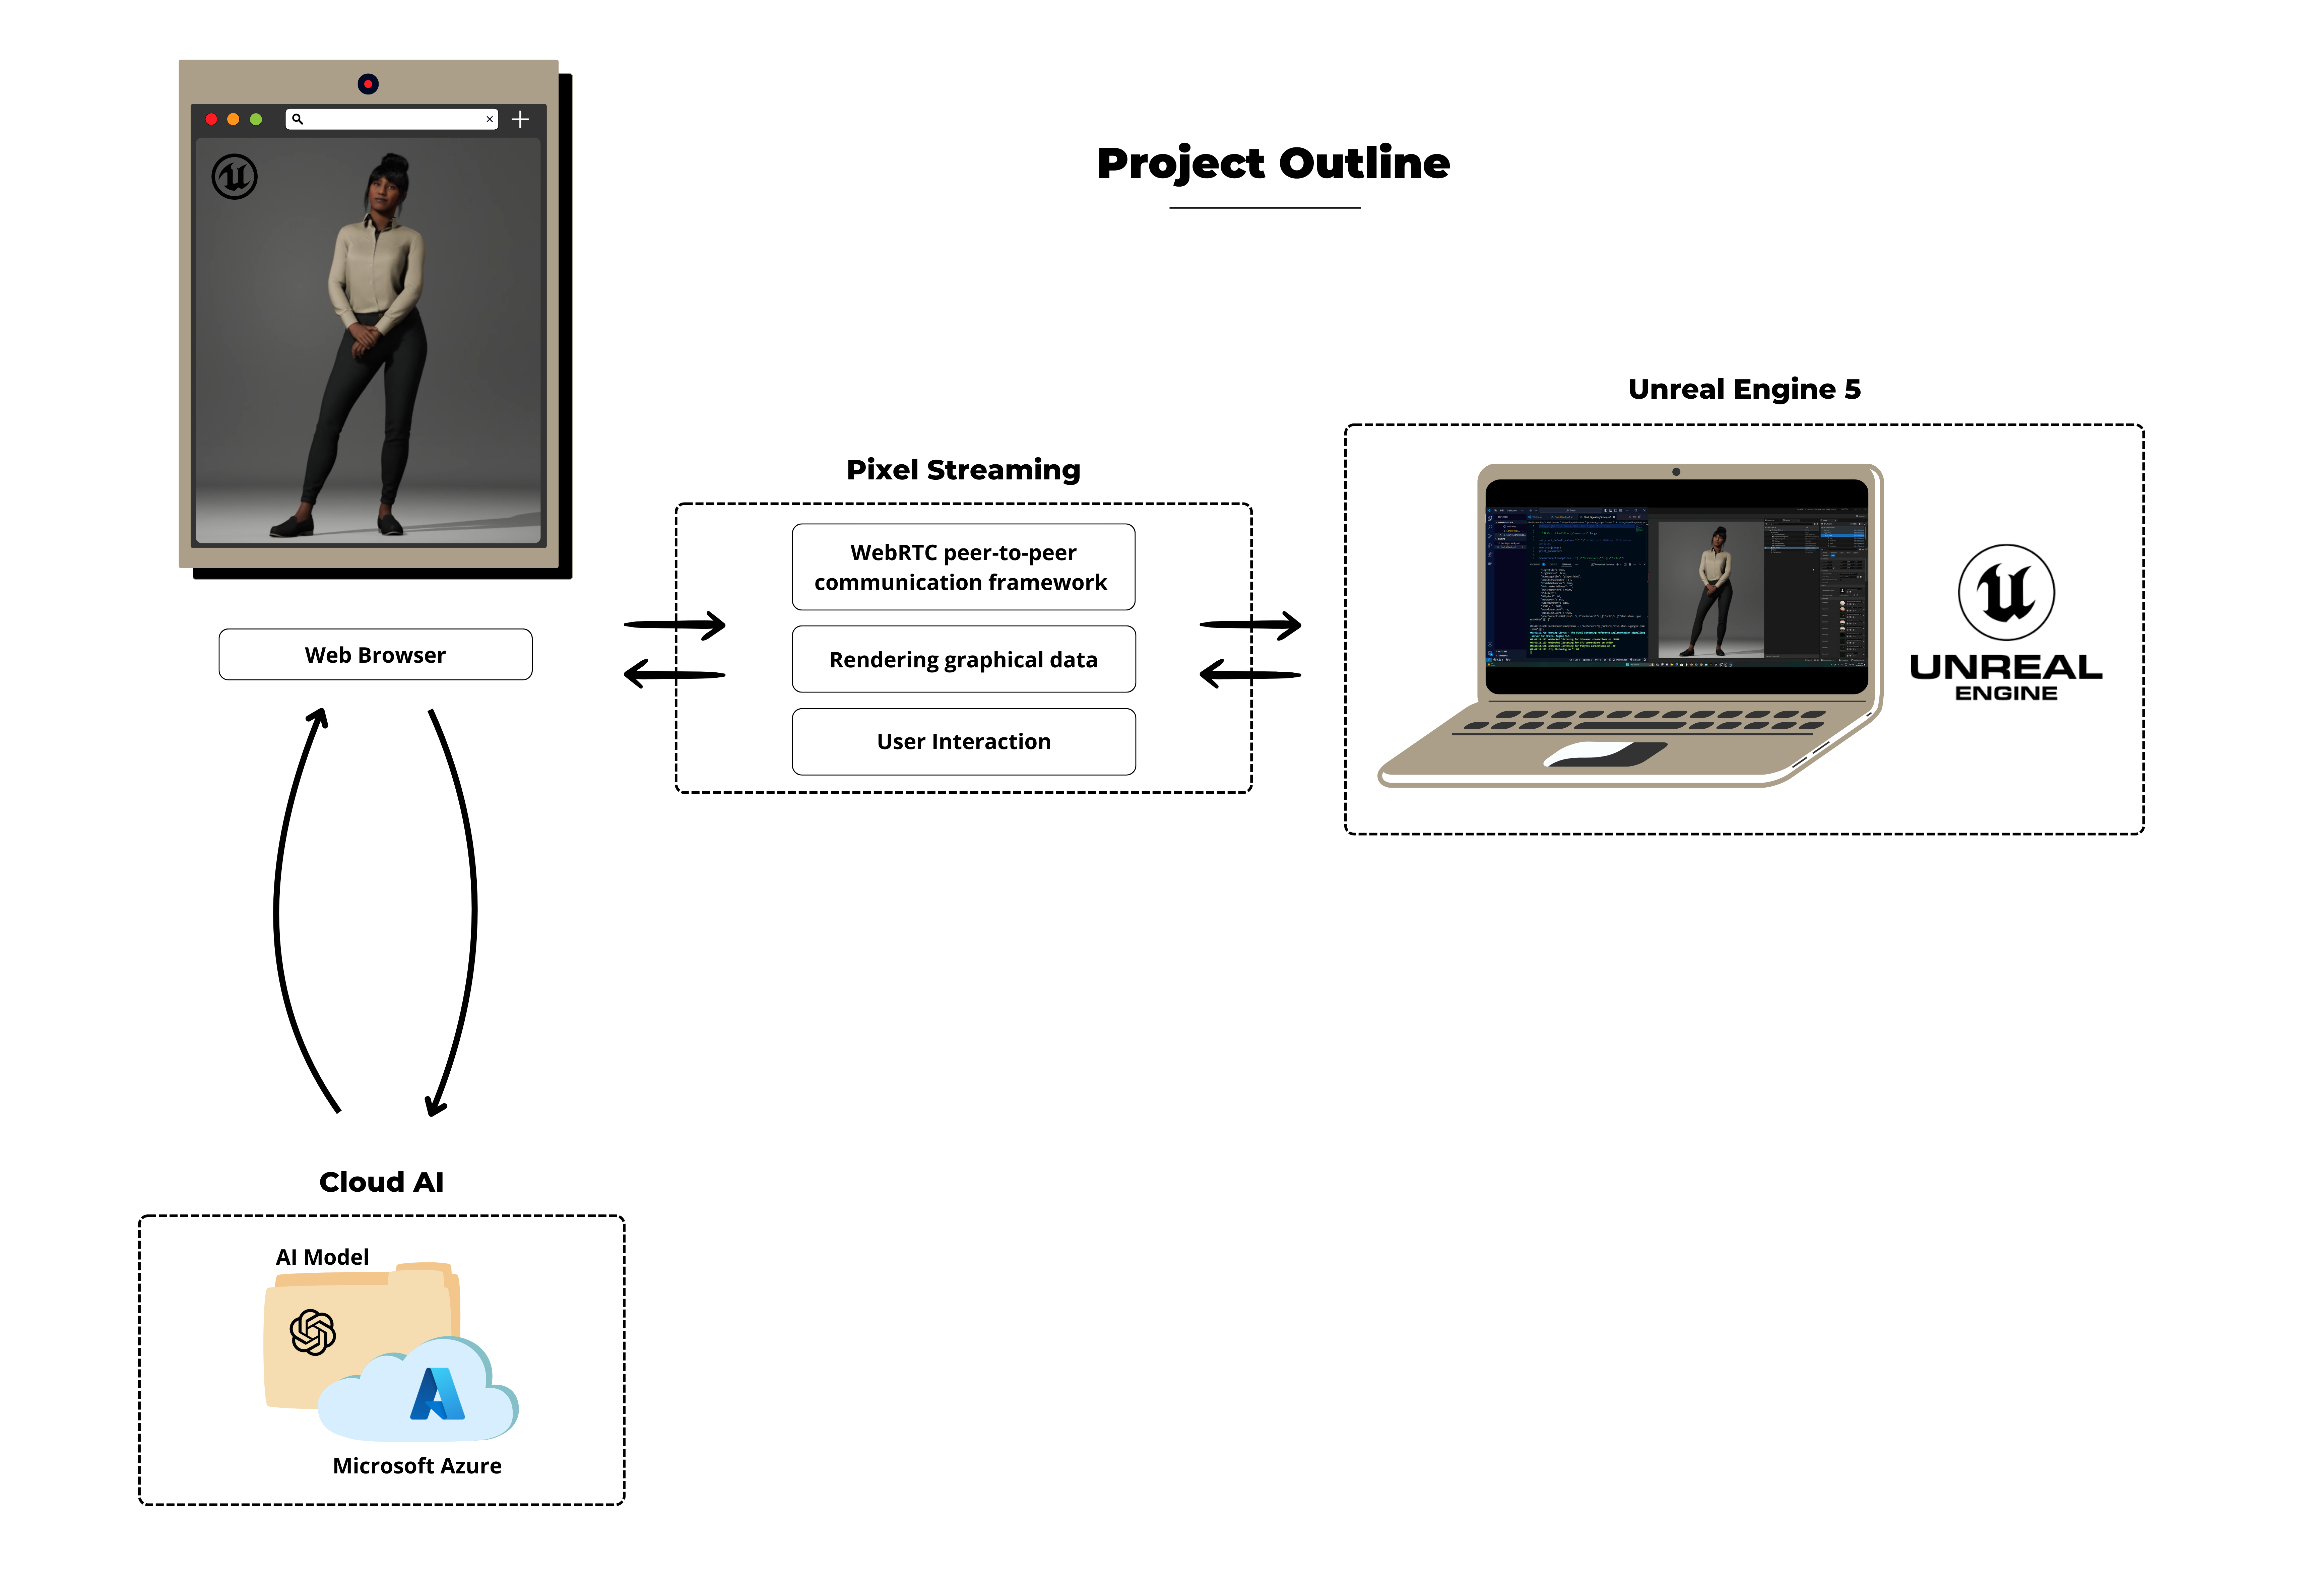 Project Outline
Web Browser
Pixel Streaming
WebRTC peer-to-peer
communication framework
Rendering graphical data
User Interaction
Unreal Engine 5
UNREAL
ENGINE
Cloud AI
AI Model
Microsoft Azure